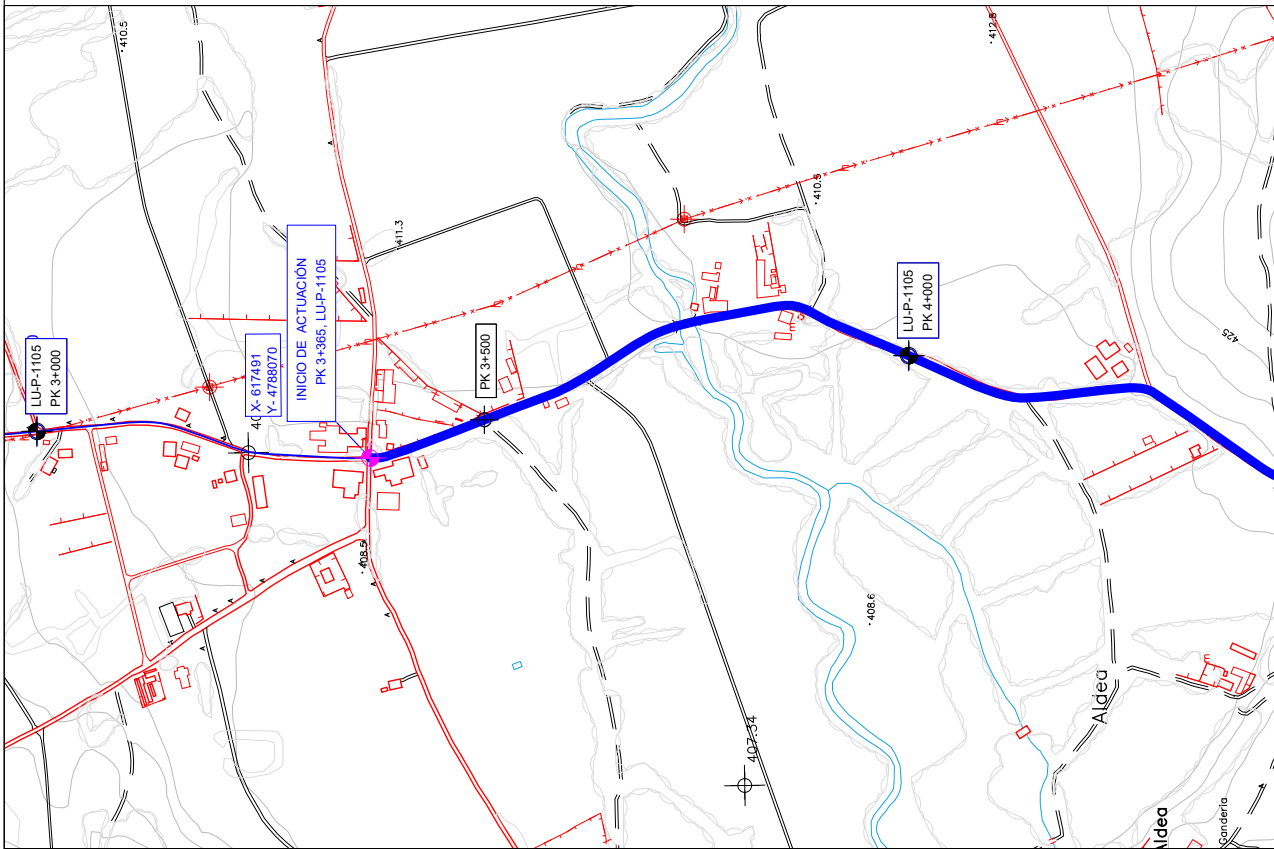 410.5
412.8
LU-P-1105
PK 3+000
X- 617491
Y- 4788070
INICIO DE ACTUACIÓN
PK 3+365, LU-P-1105
411.3
410.5
PK 3+500
LU-P-1105
PK 4+000
425
408.5
408.6
407.34
Aldea
Aldea
Ganderia
A
A
A
A
A
A
A
A
A
A